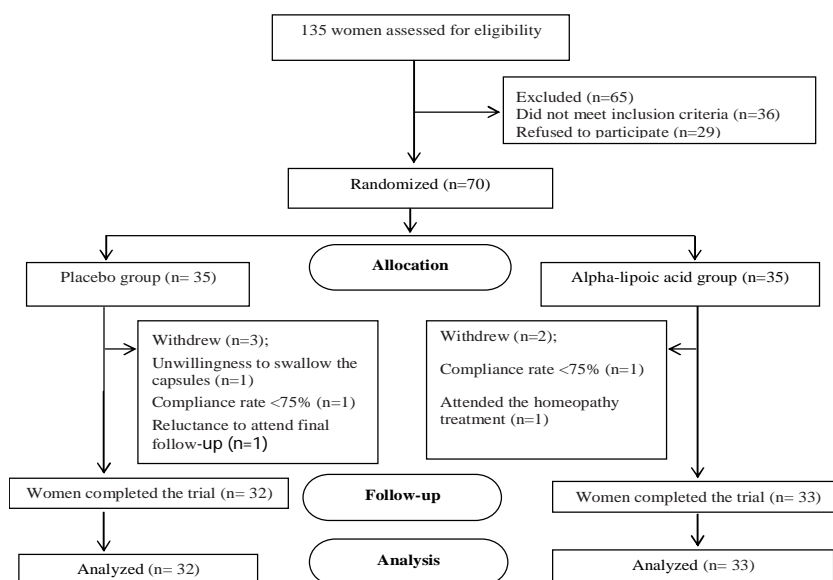 135 women assessed for eligibility
Excluded (n=65)
Did not meet inclusion criteria (n=36)
Refused to participate (n=29)
Randomized (n=70)
Allocation
Placebo group (n= 35)
Alpha-lipoic acid group (n=35)
Withdrew (n=3);
Unwillingness to swallow the
capsules (n=1)
Compliance rate <75% (n=1)
Reluctance to attend final
follow-up (n=1)
Withdrew (n=2);
Compliance rate <75% (n=1)
Attended the homeopathy
treatment (n=1)
Women completed the trial (n= 32)
Follow-up
Women completed the trial (n= 33)
Analyzed (n= 32)
Analysis
Analyzed (n= 33)